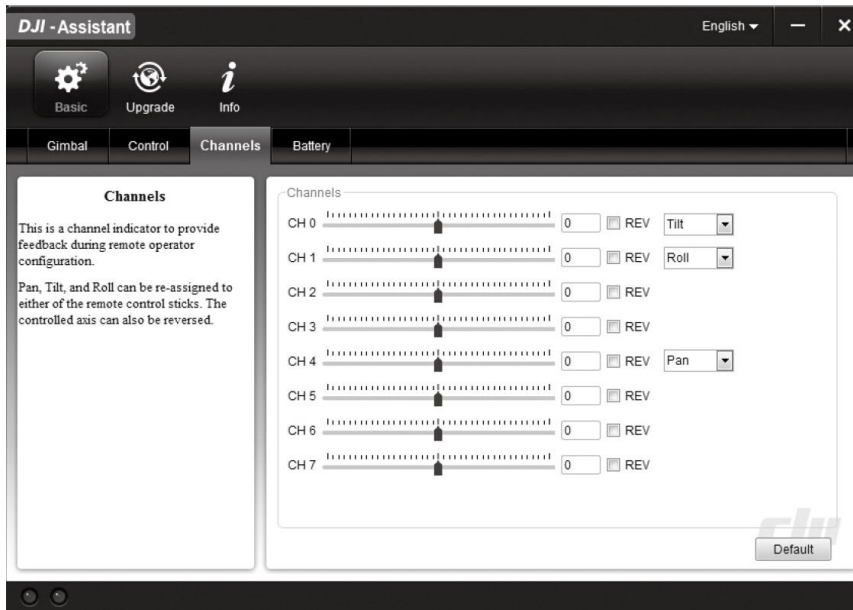 DJI - Assistant
English
Basic
Upgrade
Info
Gimbal
Control
Channels
Battery
Channels
This is a channel indicator to provide
feedback during remote operator
configuration.
Pan, Tilt, and Roll can be re-assigned to
either of the remote control sticks. The
controlled axis can also be reversed.
Channels
CH 0 0 REV Tilt
CH 1 0 REV Roll
CH 2 0 REV
CH 3 0 REV
CH 4 0 REV Pan
CH 5 0 REV
CH 6 0 REV
CH 7 0 REV
dji
Default